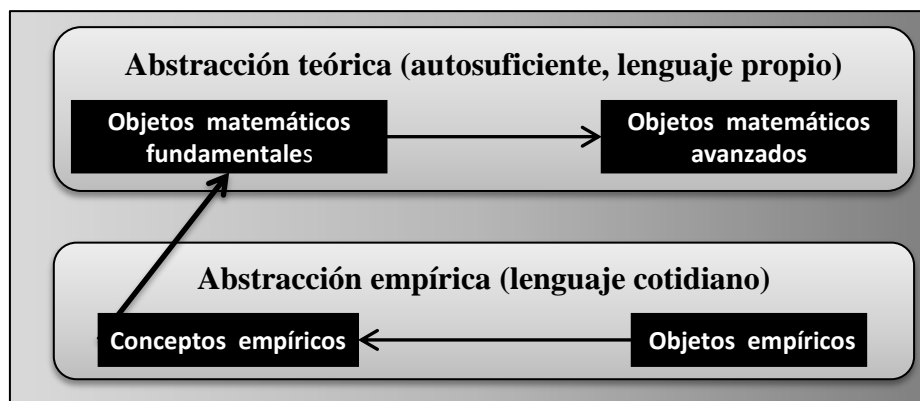 Abstracción teórica (autosuficiente, lenguaje propio)
Objetos matemáticos
fundamentales
Objetos matemáticos
avanzados
Abstracción empírica (lenguaje cotidiano)
Conceptos empíricos
Objetos empíricos